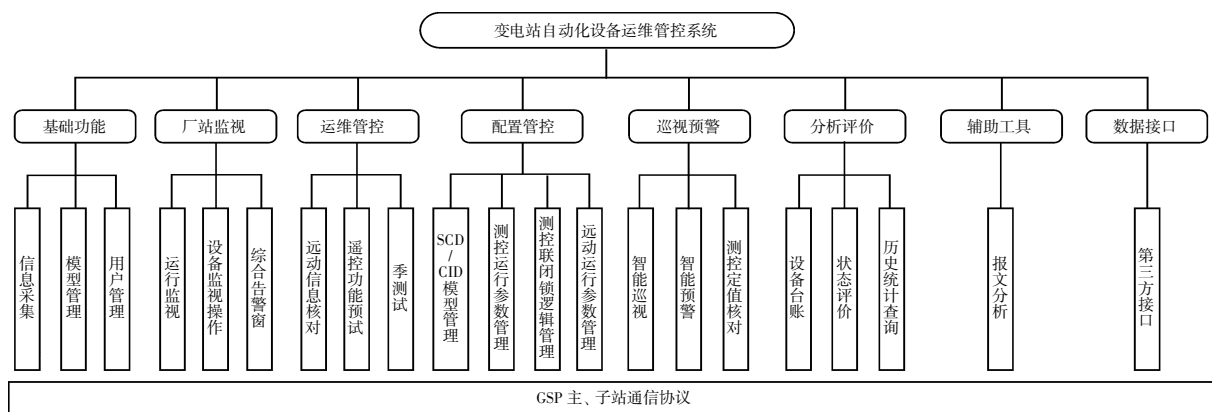 变电站自动化设备运维管控系统
基础功能
厂站监视
运维管控
配置管控
巡视预警
分析评价
辅助工具
数据接口
信息采集
模型管理
用户管理
运行监视
设备监视操作
综合告警窗
远动信息核对
遥控功能预试
季测试
SCD/CID模型管理
测控运行参数管理
测控联闭锁逻辑管理
远动运行参数管理
智能巡视
智能预警
测控定值核对
设备台账
状态评价
历史统计查询
报文分析
第三方接口
GSP 主、子站通信协议